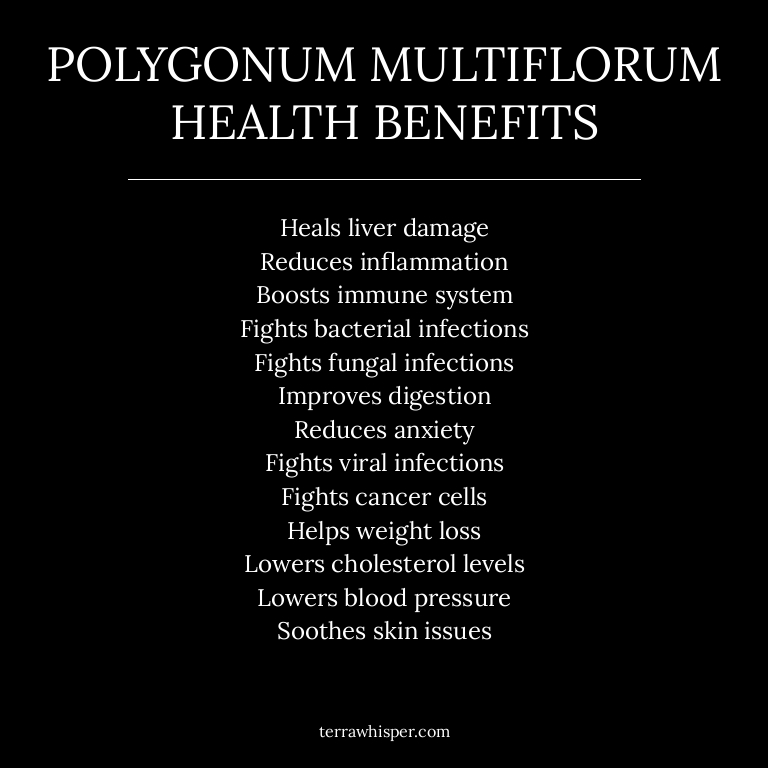 POLYGONUM MULTIFLORUM
HEALTH BENEFITS
Heals liver damage
Reduces inflammation
Boosts immune system
Fights bacterial infections
Fights fungal infections
Improves digestion
Reduces anxiety
Fights viral infections
Fights cancer cells
Helps weight loss
Lowers cholesterol levels
Lowers blood pressure
Soothes skin issues
terrawhisper.com